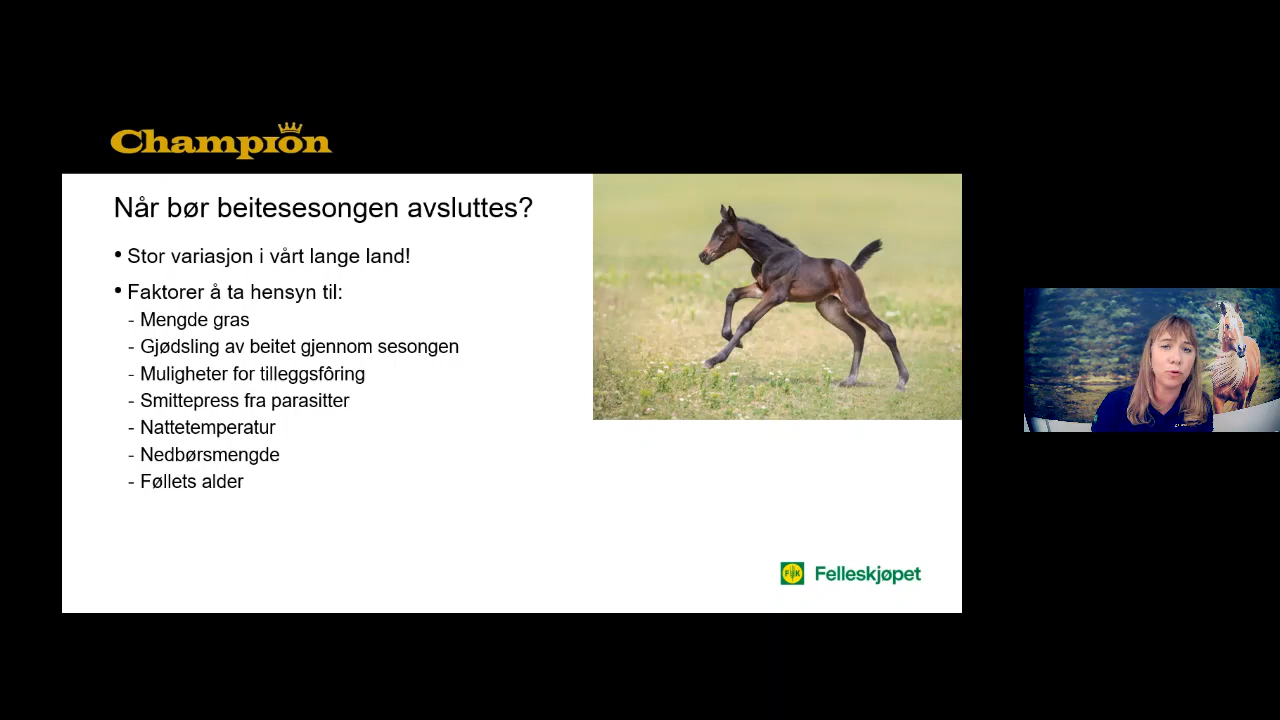 Champion
Når bør beitesesongen avsluttes?
• Stor variasjon i vårt lange land!
• Faktorer å ta hensyn til:
- Mengde gras
- Gjødsling av beitet gjennom sesongen
- Muligheter for tilleggsfôring
- Smittepress fra parasitter
- Nattetemperatur
- Nedbørsmengde
- Føllets alder
FK Felleskjøpet